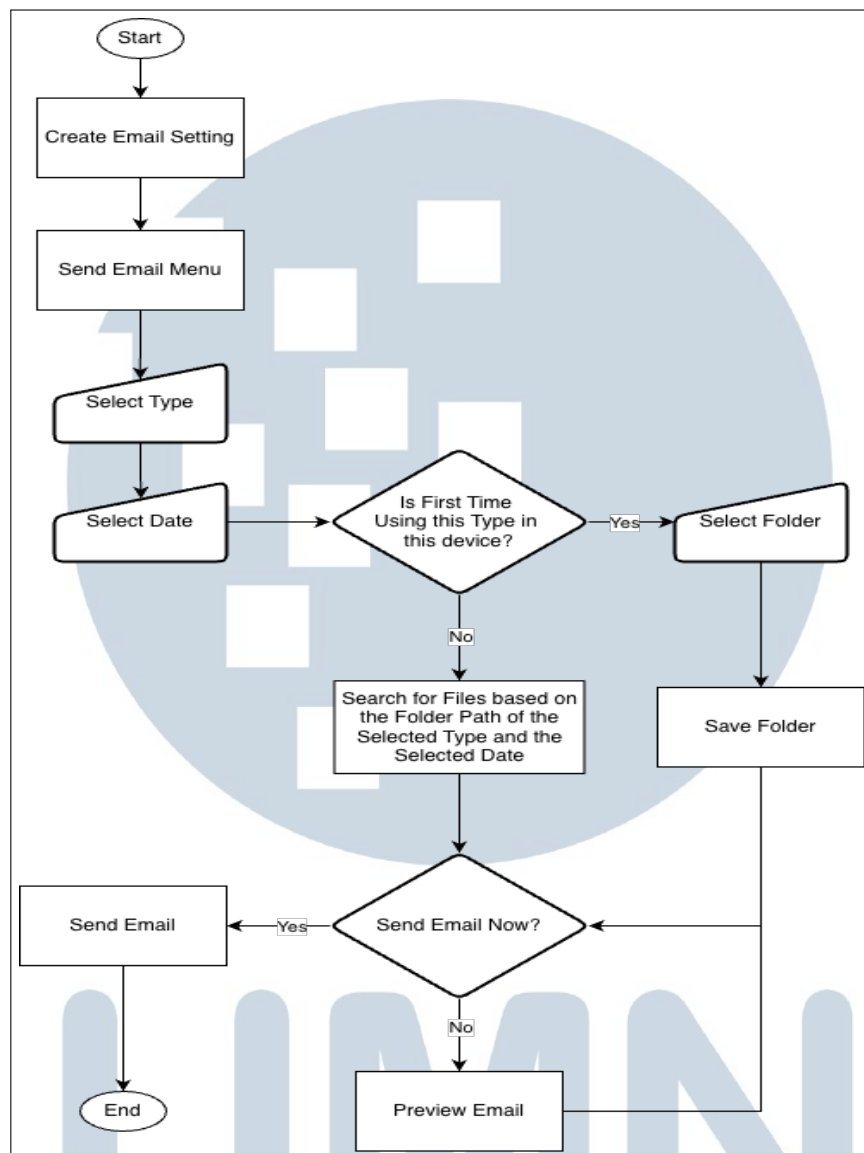 Start
Create Email Setting
Send Email Menu
Select Type
Select Date
Is First Time
Using this Type in
this device?
Yes
Select Folder
No
Search for Files based on
the Folder Path of the
Selected Type and the
Selected Date
Save Folder
Send Email Now?
Yes
Send Email
No
Preview Email
End